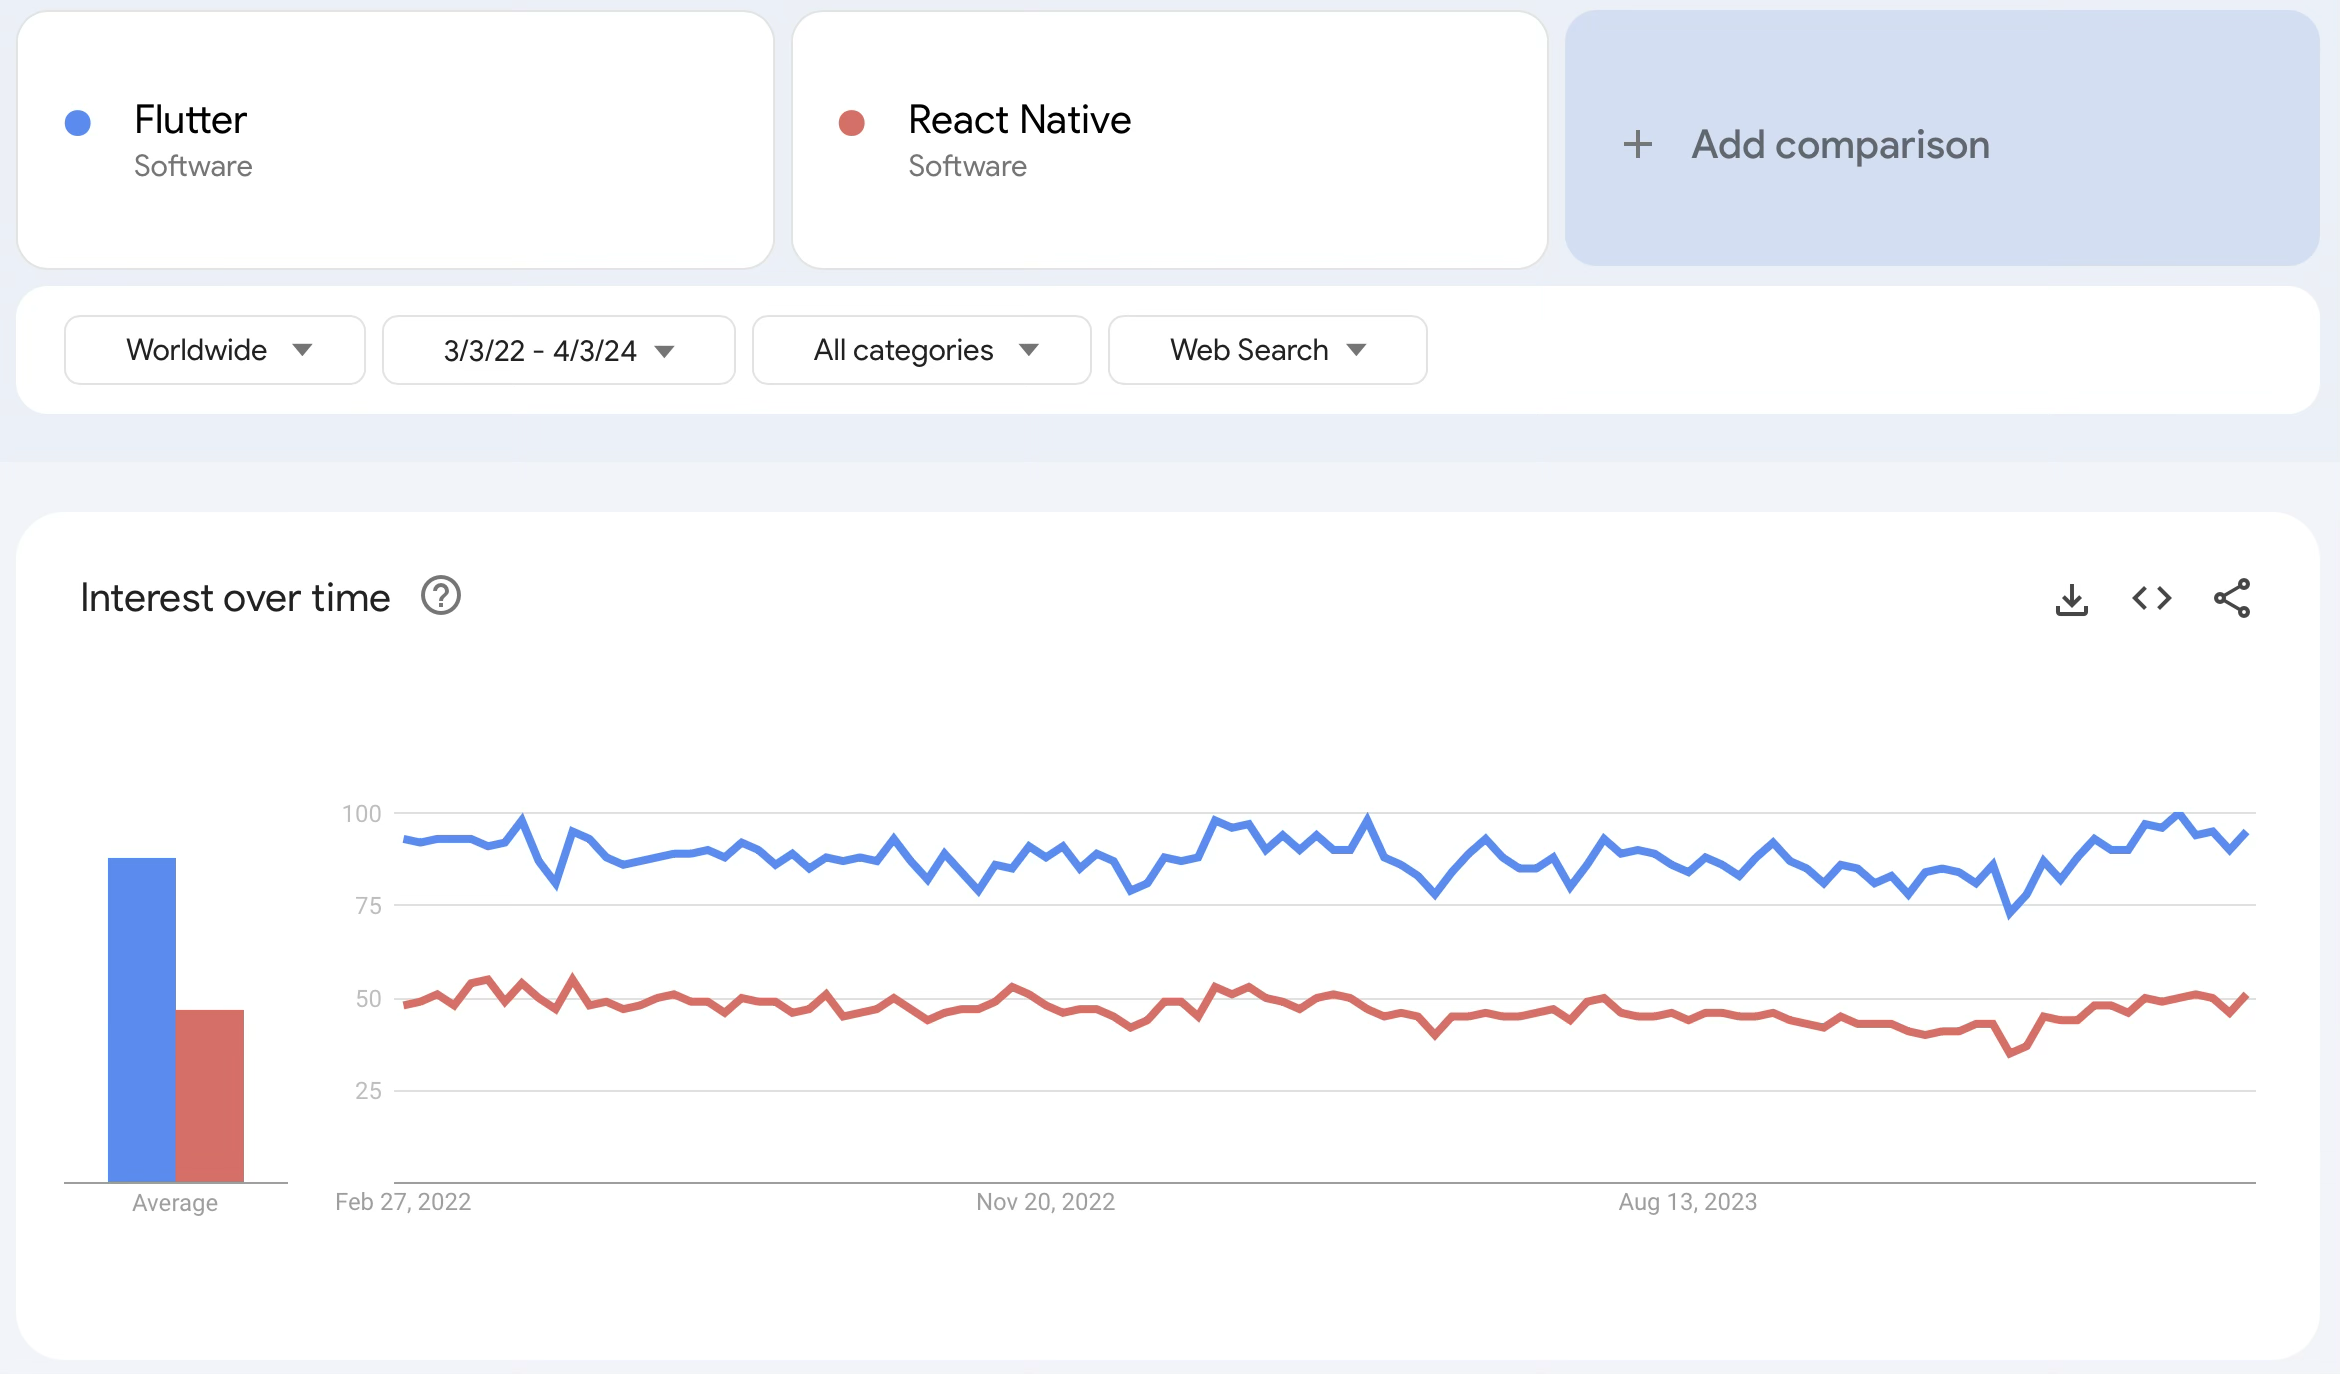 Flutter
Software
React Native
Software
+ Add comparison
Worldwide
3/3/22 - 4/3/24
All categories
Web Search
Interest over time
100
75
50
25
Average
Feb 27, 2022
Nov 20, 2022
Aug 13, 2023